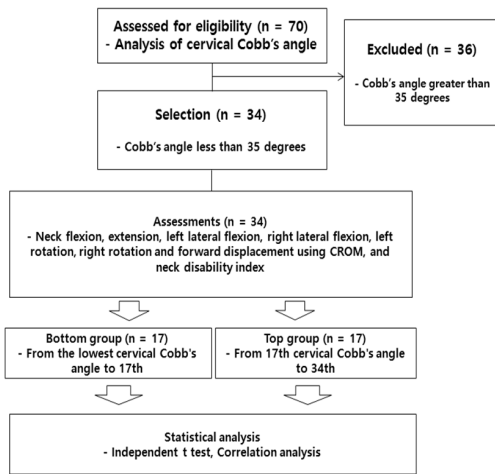 Assessed for eligibility (n = 70)
- Analysis of cervical Cobb's angle
Excluded (n = 36)
- Cobb's angle greater than
35 degrees
Selection (n = 34)
- Cobb's angle less than 35 degrees
Assessments (n = 34)
- Neck flexion, extension, left lateral flexion, right lateral flexion, left
rotation, right rotation and forward displacement using CROM, and
neck disability index
Bottom group (n = 17)
- From the lowest cervical Cobb's
angle to 17th
Top group (n = 17)
- From 17th cervical Cobb's angle
to 34th
Statistical analysis
- Independent t test, Correlation analysis